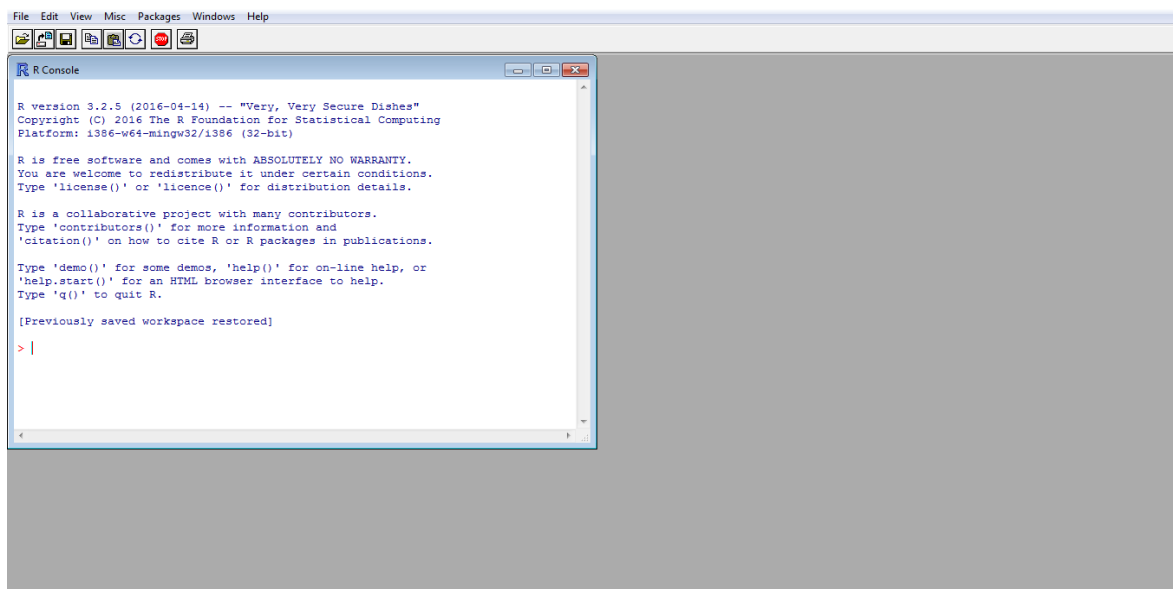 File Edit View Misc Packages Windows Help
STOP
R Console
R version 3.2.5 (2016-04-14) -- "Very, Very Secure Dishes"
Copyright (C) 2016 The R Foundation for Statistical Computing
Platform: i386-w64-mingw32/i386 (32-bit)
R is free software and comes with ABSOLUTELY NO WARRANTY.
You are welcome to redistribute it under certain conditions.
Type 'license()' or 'licence()' for distribution details.
R is a collaborative project with many contributors.
Type 'contributors()' for more information and
'citation()' on how to cite R or R packages in publications.
Type 'demo()' for some demos, 'help()' for on-line help, or
'help.start()' for an HTML browser interface to help.
Type 'q()' to quit R.
[Previously saved workspace restored]
>